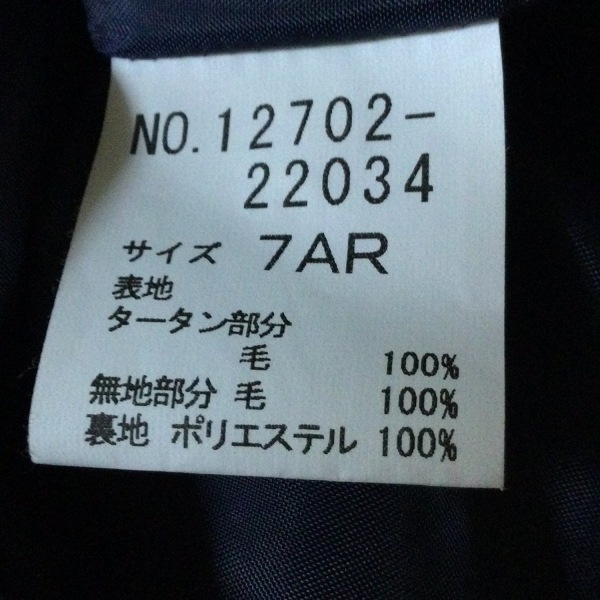 NO.12702-
22034
サイズ 7AR
表地
タータン部分
毛 100%
無地部分 毛 100%
裏地 ポリエステル 100%